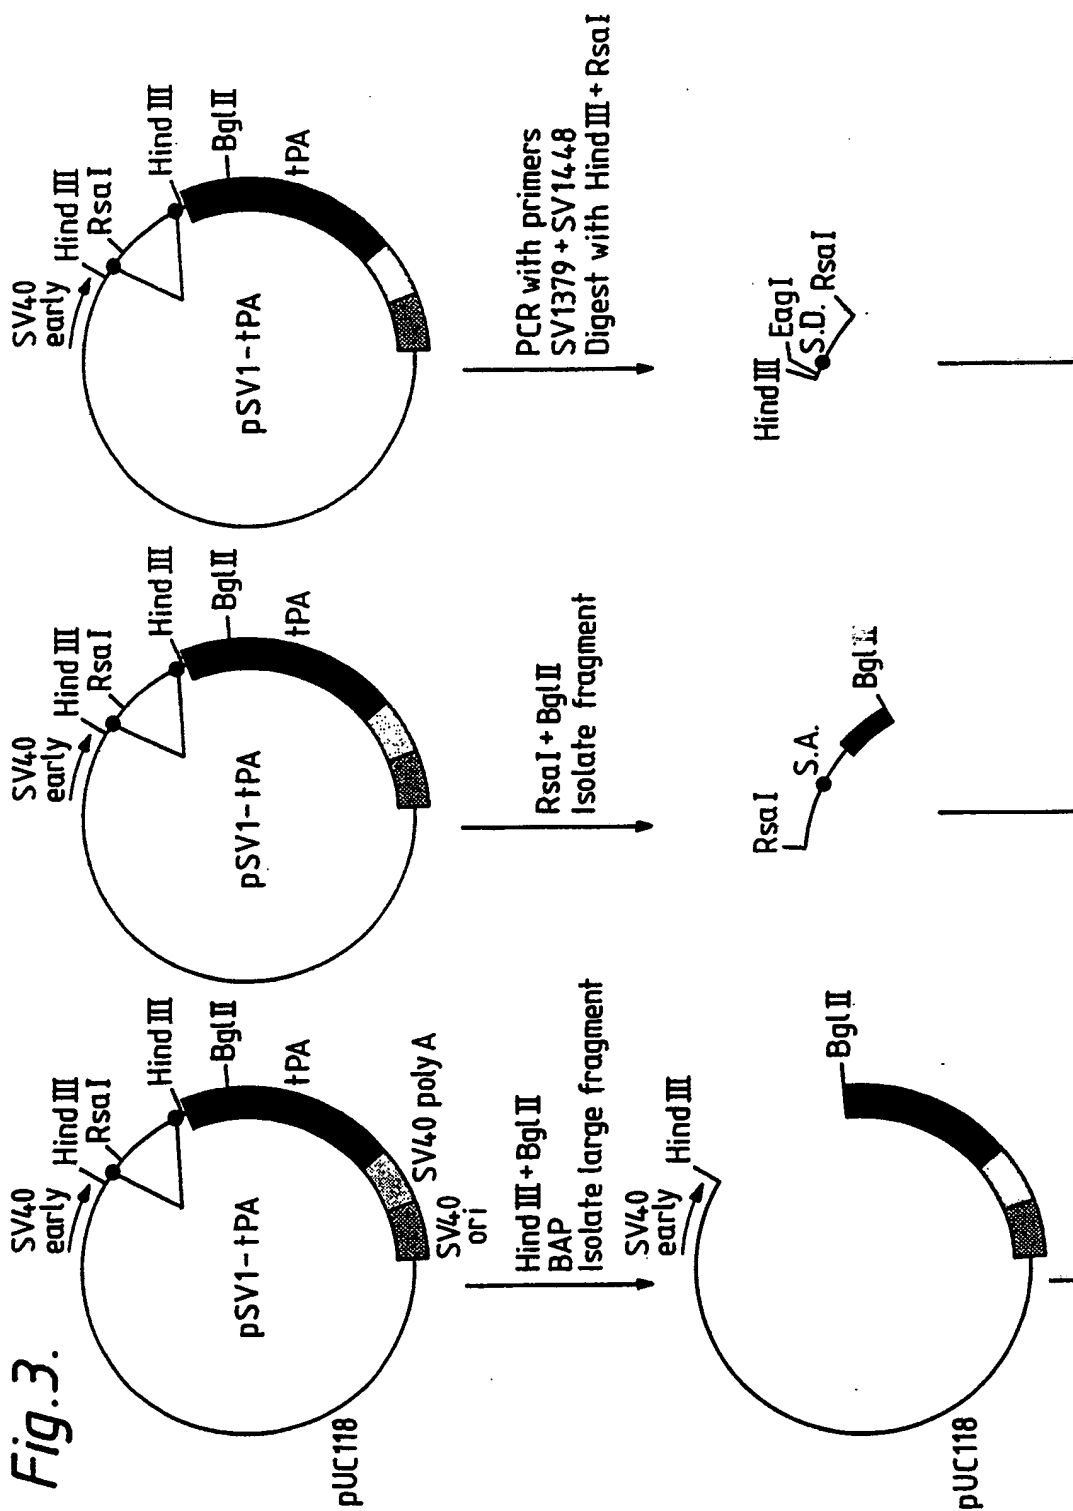 Fig.3.
SV40
early
Hind III
RsaI
Hind III
BglII
tPA
pSV1-tPA
SV40 poly A
SV40
ori
pUC118
Hind III + BglII
BAP
Isolate large fragment
SV40
early
Hind III
BglII
pUC118
SV40
early
Hind III
RsaI
Hind III
BglII
tPA
pSV1-tPA
RsaI + BglII
Isolate fragment
RsaI
S.A.
BglII
SV40
early
Hind III
RsaI
Hind III
BglII
tPA
pSV1-tPA
PCR with primers
SV1379 + SV1448
Digest with Hind III + RsaI
Hind III
EagI
S.D.
RsaI